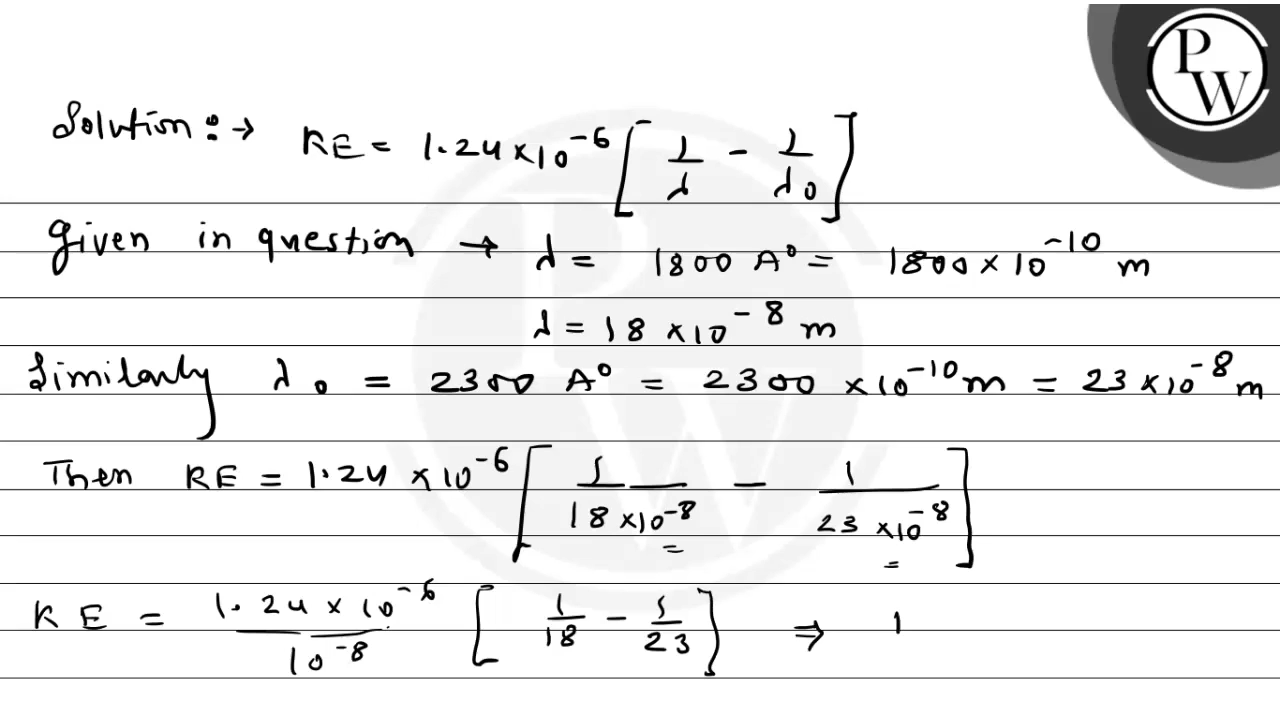 PW
Solution :→ KE = 1.24 × 10⁻⁶ [1/λ - 1/λ₀]
Given in question → λ = 1800 A⁰ = 1800 × 10⁻¹⁰ m
λ = 18 × 10⁻⁸ m
Similarly λ₀ = 2300 A⁰ = 2300 × 10⁻¹⁰ m = 23 × 10⁻⁸ m
Then KE = 1.24 × 10⁻⁶ [1/(18 × 10⁻⁸) - 1/(23 × 10⁻⁸)]
KE = (1.24 × 10⁻⁶)/10⁻⁸ [1/18 - 1/23] ⇒ 1